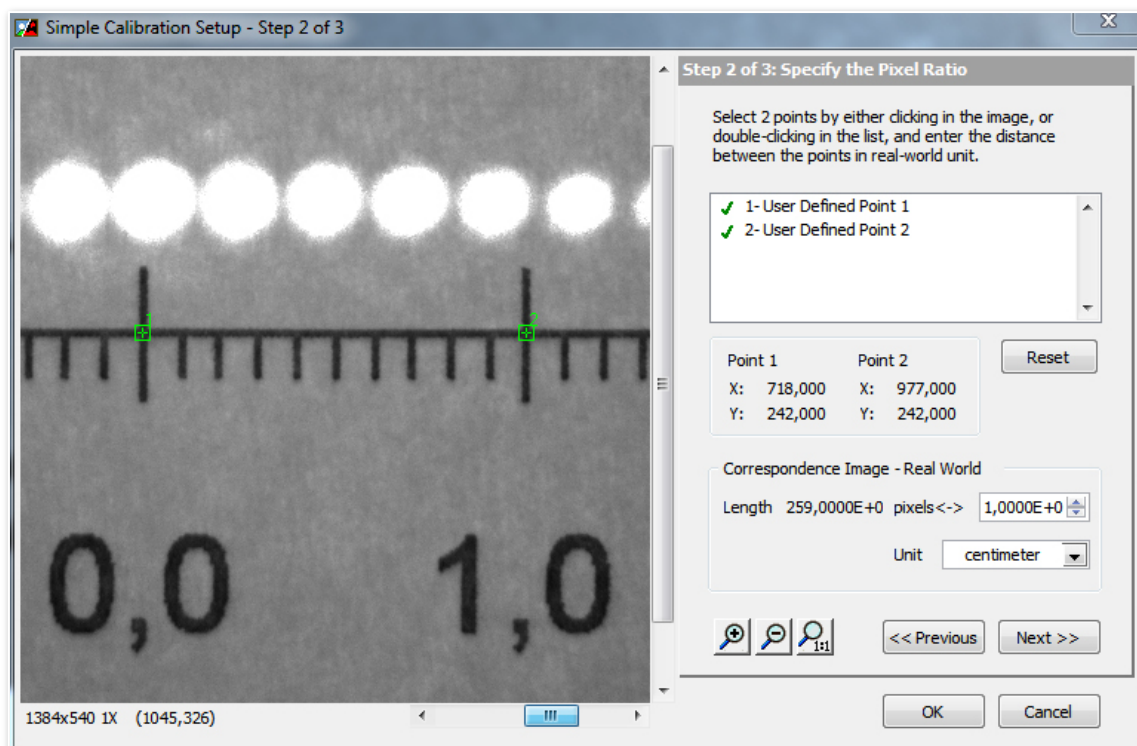 Simple Calibration Setup - Step 2 of 3
X
1
2
0,0 1,0
1384x540 1X (1045,326)
Step 2 of 3: Specify the Pixel Ratio
Select 2 points by either clicking in the image, or
double-clicking in the list, and enter the distance
between the points in real-world unit.
1- User Defined Point 1
2- User Defined Point 2
Point 1 Point 2
X: 718,000 X: 977,000
Y: 242,000 Y: 242,000
Reset
Correspondence Image - Real World
Length 259,0000E+0 pixels<-> 1,0000E+0
Unit centimeter
1:1
<< Previous Next >>
OK Cancel